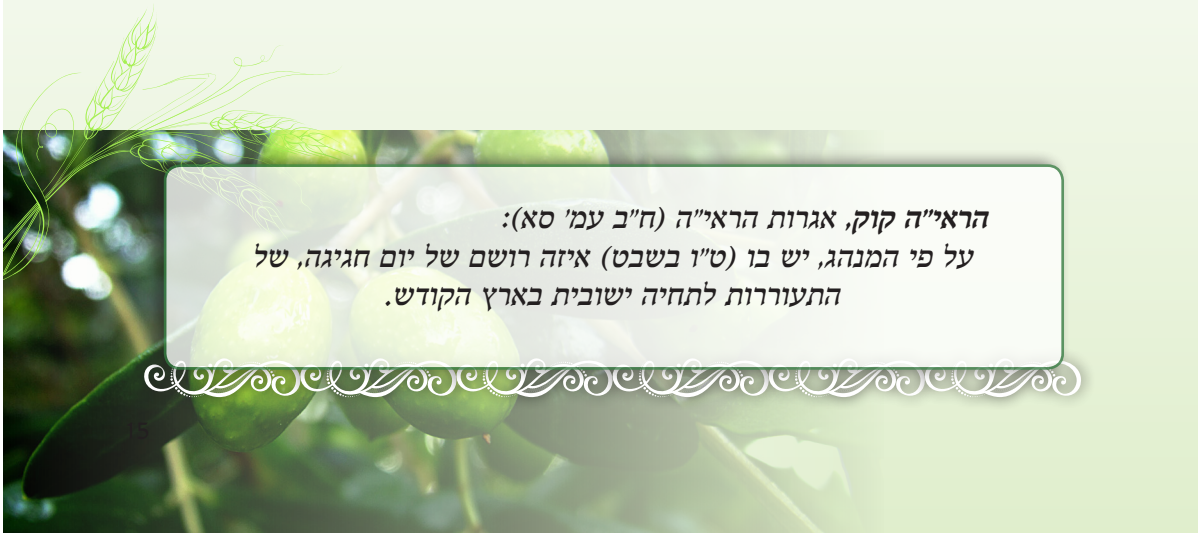 הראי״ה קוק, אגרות הראי״ה (ח״ב עמ׳ סא):
על פי המנהג, יש בו (ט״ו בשבט) איזה רושם של יום חגיגה, של
התעוררות לתחיה ישובית בארץ הקודש.
15